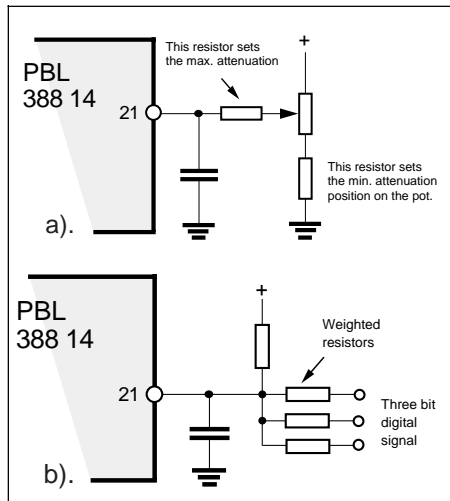 This resistor sets
the max. attenuation
+
PBL
388 14
21
This resistor sets
the min. attenuation
position on the pot.
a).
+
PBL
388 14
Weighted
resistors
21
Three bit
digital
signal
b).